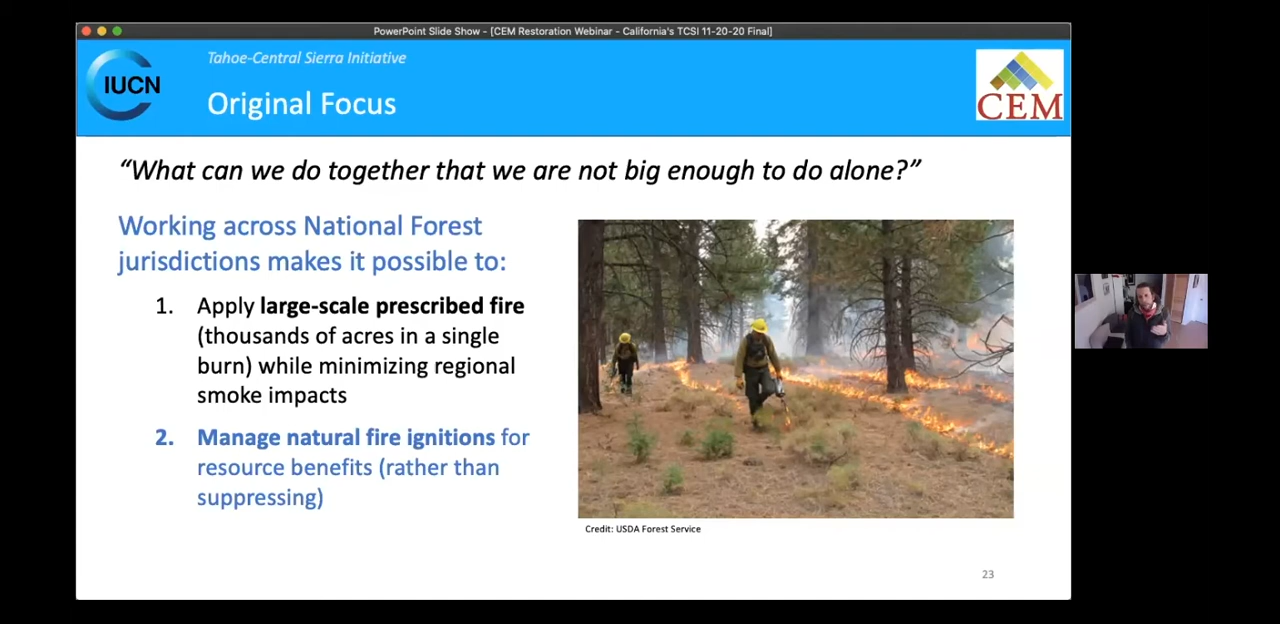 PowerPoint Slide Show - [CEM Restoration Webinar - California's TCSI 11-20-20 Final]
IUCN
Tahoe-Central Sierra Initiative
Original Focus
CEM
“What can we do together that we are not big enough to do alone?”
Working across National Forest
jurisdictions makes it possible to:
1. Apply large-scale prescribed fire
(thousands of acres in a single
burn) while minimizing regional
smoke impacts
2. Manage natural fire ignitions for
resource benefits (rather than
suppressing)
Credit: USDA Forest Service
23